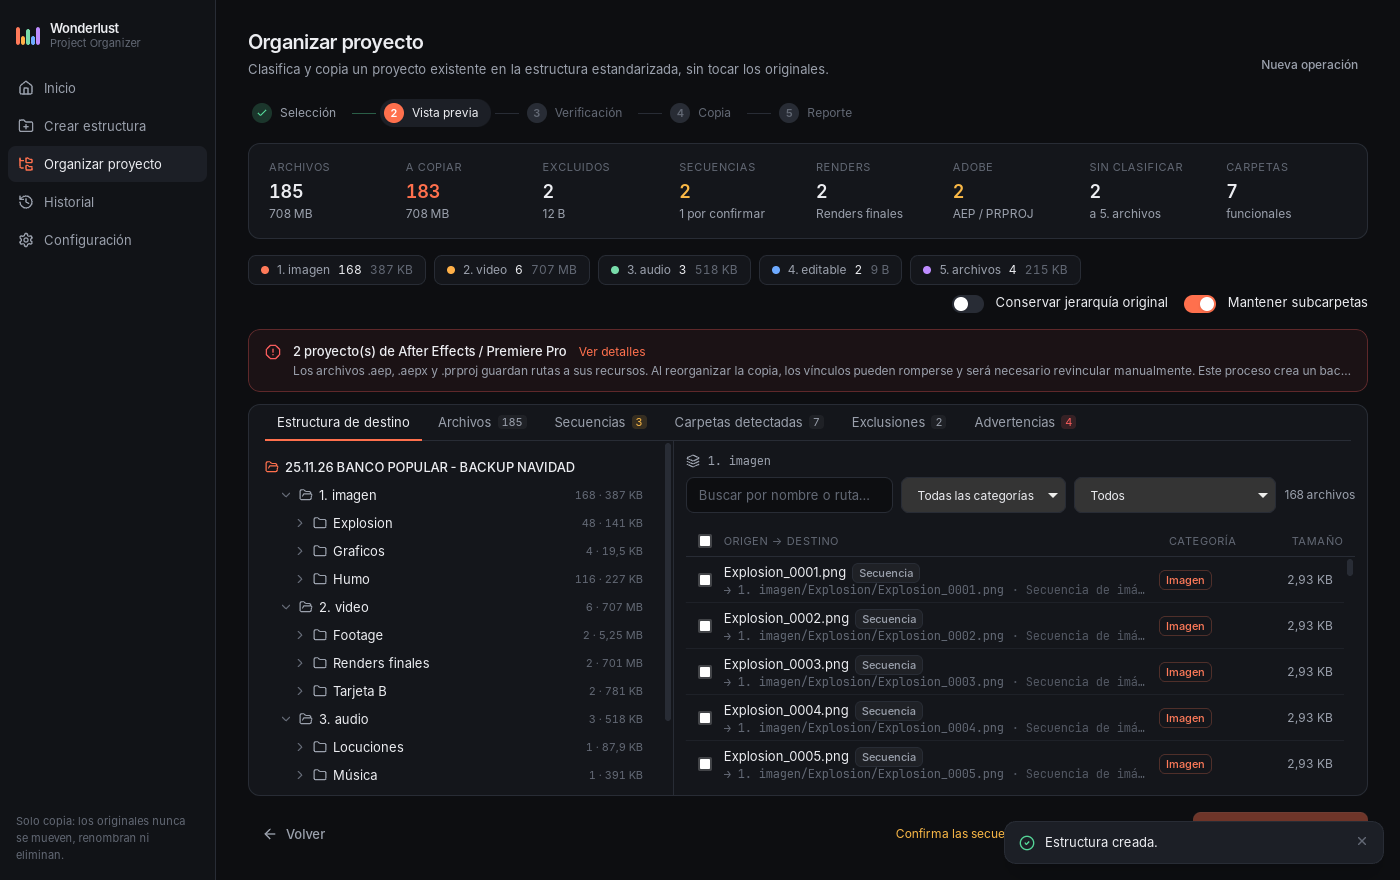 Wonderlust
Project Organizer
Inicio
Crear estructura
Organizar proyecto
Historial
Configuración
Solo copia: los originales nunca
se mueven, renombran ni
eliminan.
Organizar proyecto
Clasifica y copia un proyecto existente en la estructura estandarizada, sin tocar los originales.
Nueva operación
Selección
2 Vista previa
3 Verificación
4 Copia
5 Reporte
ARCHIVOS
185
708 MB
A COPIAR
183
708 MB
EXCLUIDOS
2
12 B
SECUENCIAS
2
1 por confirmar
RENDERS
2
Renders finales
ADOBE
2
AEP / PRPROJ
SIN CLASIFICAR
2
a 5. archivos
CARPETAS
7
funcionales
1. imagen 168 387 KB
2. video 6 707 MB
3. audio 3 518 KB
4. editable 2 9 B
5. archivos 4 215 KB
Conservar jerarquía original
Mantener subcarpetas
2 proyecto(s) de After Effects / Premiere Pro Ver detalles
Los archivos .aep, .aepx y .prproj guardan rutas a sus recursos. Al reorganizar la copia, los vínculos pueden romperse y será necesario revincular manualmente. Este proceso crea un bac...
Estructura de destino
Archivos 185
Secuencias 3
Carpetas detectadas 7
Exclusiones 2
Advertencias 4
25.11.26 BANCO POPULAR - BACKUP NAVIDAD
1. imagen 168 · 387 KB
Explosion 48 · 141 KB
Graficos 4 · 19,5 KB
Humo 116 · 227 KB
2. video 6 · 707 MB
Footage 2 · 5,25 MB
Renders finales 2 · 701 MB
Tarjeta B 2 · 781 KB
3. audio 3 · 518 KB
Locuciones 1 · 87,9 KB
Música 1 · 391 KB
1. imagen
Buscar por nombre o ruta...
Todas las categorías
Todos
168 archivos
ORIGEN → DESTINO CATEGORÍA TAMAÑO
Explosion_0001.png Secuencia Imagen 2,93 KB
→ 1. imagen/Explosion/Explosion_0001.png · Secuencia de imá…
Explosion_0002.png Secuencia Imagen 2,93 KB
→ 1. imagen/Explosion/Explosion_0002.png · Secuencia de imá…
Explosion_0003.png Secuencia Imagen 2,93 KB
→ 1. imagen/Explosion/Explosion_0003.png · Secuencia de imá…
Explosion_0004.png Secuencia Imagen 2,93 KB
→ 1. imagen/Explosion/Explosion_0004.png · Secuencia de imá…
Explosion_0005.png Secuencia Imagen 2,93 KB
→ 1. imagen/Explosion/Explosion_0005.png · Secuencia de imá…
Volver
Confirma las secue
Estructura creada.